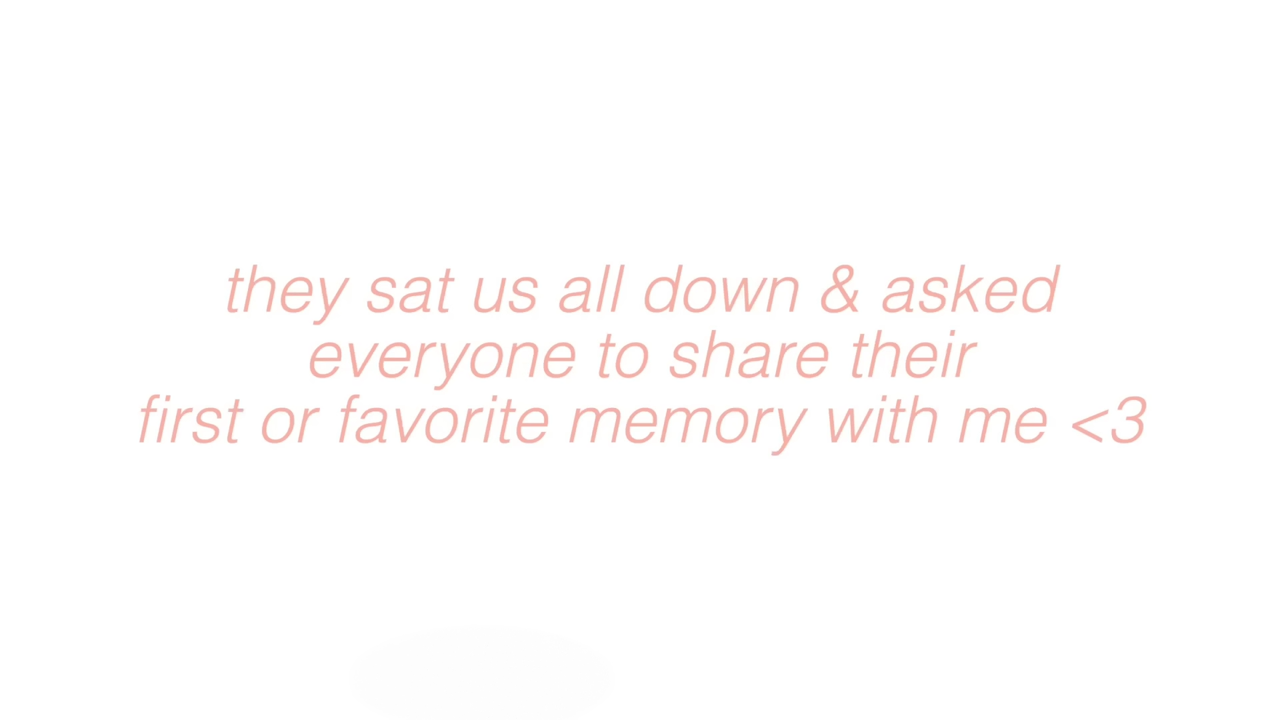 they sat us all down & asked
everyone to share their
first or favorite memory with me <3